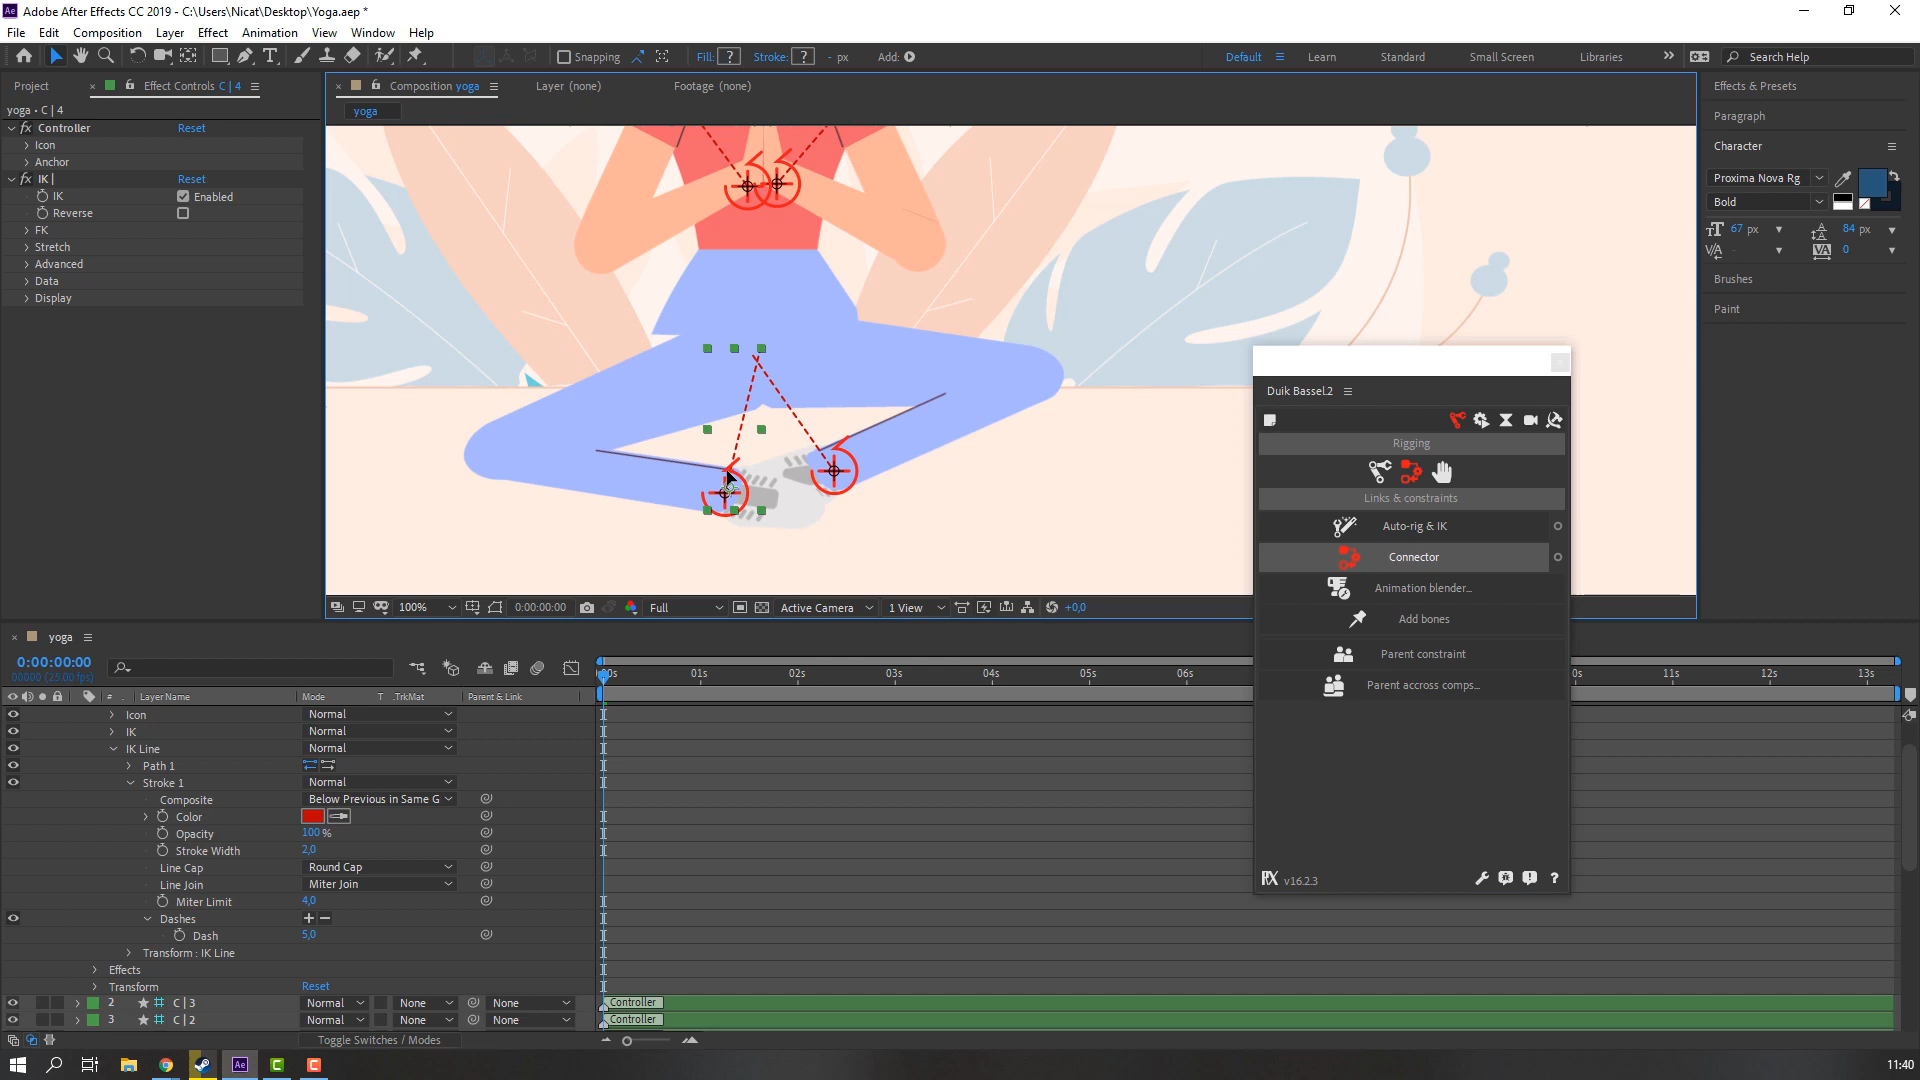 Ae Adobe After Effects CC 2019 - C:\Users\Nicat\Desktop\Yoga.aep *
File Edit Composition Layer Effect Animation View Window Help
Snapping Fill: ? Stroke: ? - px Add: Default Learn Standard Small Screen Libraries Search Help
Project Effect Controls C | 4 Composition yoga Layer (none) Footage (none) Effects & Presets
yoga • C | 4 yoga
Paragraph
fx Controller Reset
Icon
Character
Anchor
fx IK | Reset
Proxima Nova Rg
IK Enabled
Bold
Reverse
67 px 84 px
FK
Stretch
- 0
Advanced
Brushes
Data
Display
Paint
Duik Bassel.2
Rigging
Links & constraints
Auto-rig & IK
Connector
Animation blender...
Add bones
Parent constraint
Parent accross comps...
v16.2.3
100% 0:00:00:00 Full Active Camera 1 View +0,0
yoga
0:00:00:00
00000 (25.00 fps)
00s 01s 02s 03s 04s 05s 06s 0s 11s 12s 13s
# Layer Name Mode T .TrkMat Parent & Link
Icon Normal
IK Normal
IK Line Normal
Path 1
Stroke 1 Normal
Composite Below Previous in Same G
Color
Opacity 100 %
Stroke Width 2,0
Line Cap Round Cap
Line Join Miter Join
Miter Limit 4,0
Dashes + −
Dash 5,0
Transform : IK Line
Effects
Transform Reset
2 C | 3 Normal None None Controller
3 C | 2 Normal None None Controller
Toggle Switches / Modes
Ae C C 11:40